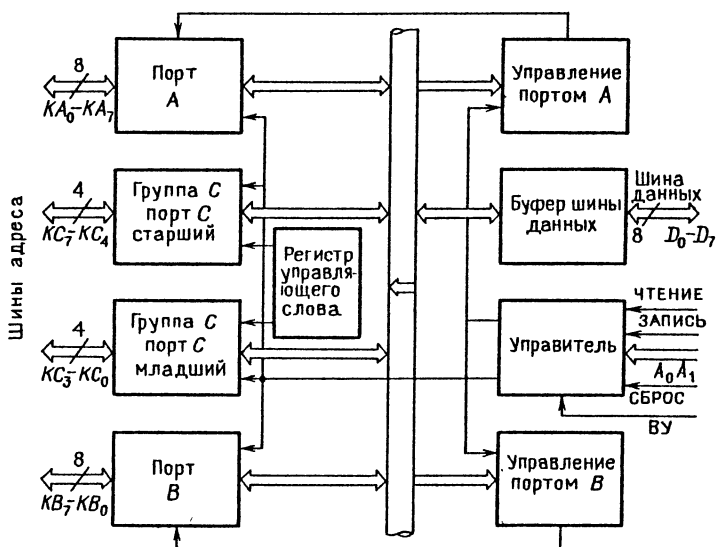 8
KA₀-KA₇
Порт
A
Управление
портом A
Шины адреса
4
KC₇-KC₄
Группа C
порт C
старший
Регистр
управля-
ющего
слова
Буфер шины
данных
Шина
данных
8
D₀-D₇
4
KC₃-KC₀
Группа C
порт C
младший
Управитель
ЧТЕНИЕ
ЗАПИСЬ
A₀A₁
СБРОС
ВУ
8
KB₇-KB₀
Порт
B
Управление
портом B